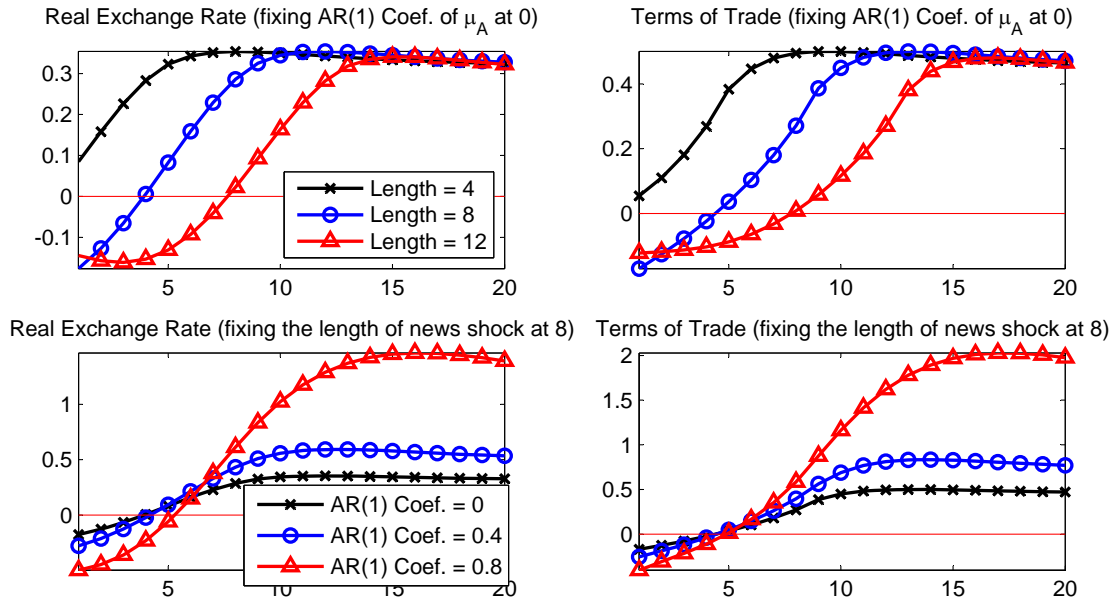 Real Exchange Rate (fixing AR(1) Coef. of μ_A at 0)
0.3
0.2
0.1
0
-0.1
5 10 15 20
Length = 4
Length = 8
Length = 12
Terms of Trade (fixing AR(1) Coef. of μ_A at 0)
0.4
0.2
0
5 10 15 20
Real Exchange Rate (fixing the length of news shock at 8)
1
0.5
0
5 10 15 20
AR(1) Coef. = 0
AR(1) Coef. = 0.4
AR(1) Coef. = 0.8
Terms of Trade (fixing the length of news shock at 8)
2
1.5
1
0.5
0
5 10 15 20